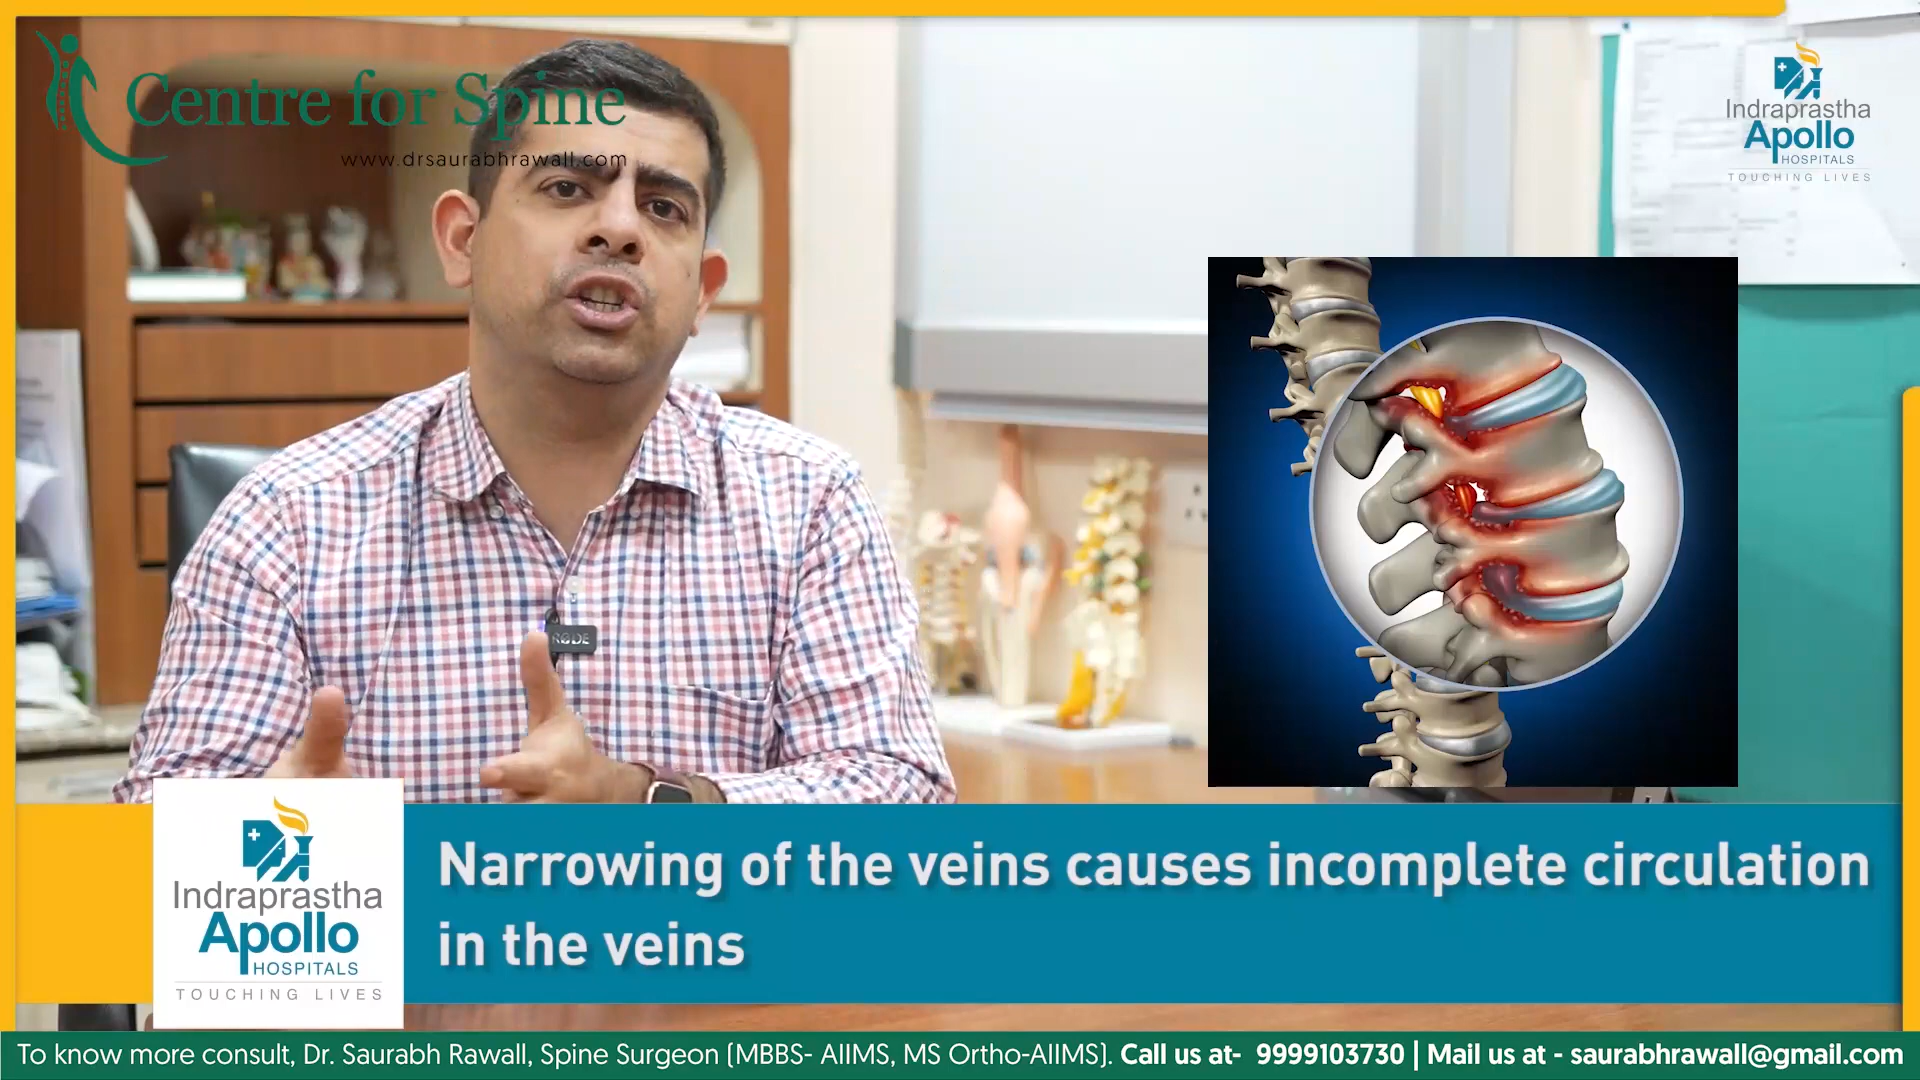 Centre for Spine
www.drsaurabhrawall.com
Indraprastha
Apollo
HOSPITALS
TOUCHING LIVES
RØDE
Narrowing of the veins causes incomplete circulation
in the veins
Indraprastha
Apollo
HOSPITALS
TOUCHING LIVES
To know more consult, Dr. Saurabh Rawall, Spine Surgeon (MBBS- AIIMS, MS Ortho-AIIMS). Call us at- 9999103730 | Mail us at - saurabhrawall@gmail.com